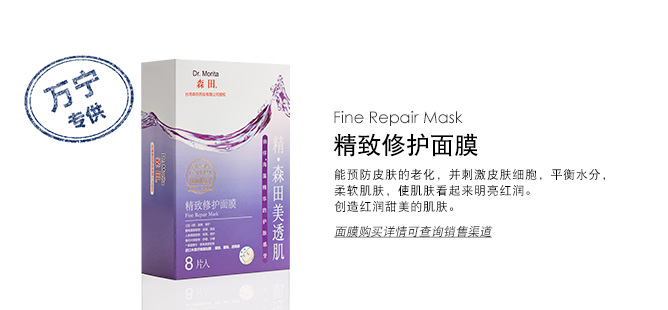 万宁
专供
Dr. Morita
森田
Dr.Morita
森田
精·森田美透肌
精致修护面膜
Fine Repair Mask
8片入
Fine Repair Mask
精致修护面膜
能预防皮肤的老化，并刺激皮肤细胞，平衡水分，
柔软肌肤，使肌肤看起来明亮红润。
创造红润甜美的肌肤。
面膜购买详情可查询销售渠道